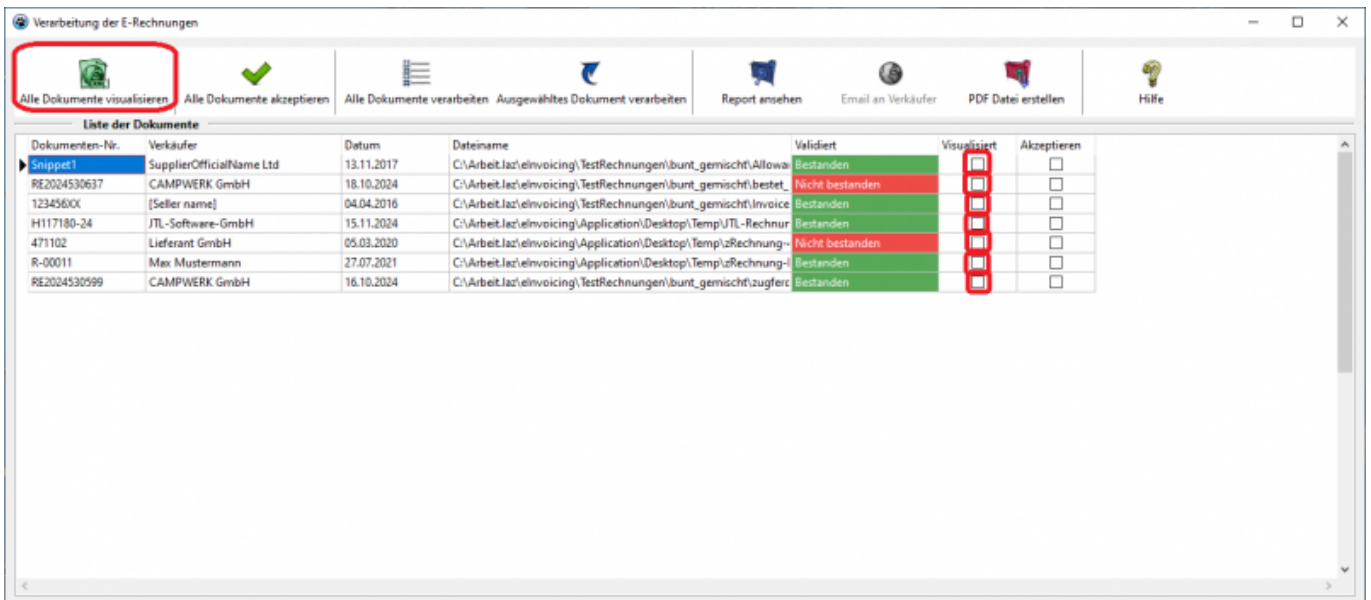 Verarbeitung der E-Rechnungen
Alle Dokumente visualisieren Alle Dokumente akzeptieren Alle Dokumente verarbeiten Ausgewähltes Dokument verarbeiten Report ansehen Email an Verkäufer PDF Datei erstellen Hilfe
Liste der Dokumente
Dokumenten-Nr. Verkäufer Datum Dateiname Validiert Visualisiert Akzeptieren
Snippet1 SupplierOfficialName Ltd 13.11.2017 C:\Arbeit.laz\eInvoicing\TestRechnungen\bunt_gemischt\Allowa Bestanden
RE2024530637 CAMPWERK GmbH 18.10.2024 C:\Arbeit.laz\eInvoicing\TestRechnungen\bunt_gemischt\bestet_ Nicht bestanden
123456XX [Seller name] 04.04.2016 C:\Arbeit.laz\eInvoicing\TestRechnungen\bunt_gemischt\Invoice Bestanden
H117180-24 JTL-Software-GmbH 15.11.2024 C:\Arbeit.laz\eInvoicing\Application\Desktop\Temp\JTL-Rechnur Bestanden
471102 Lieferant GmbH 05.03.2020 C:\Arbeit.laz\eInvoicing\Application\Desktop\Temp\zRechnung-- Nicht bestanden
R-00011 Max Mustermann 27.07.2021 C:\Arbeit.laz\eInvoicing\Application\Desktop\Temp\zRechnung-I Bestanden
RE2024530599 CAMPWERK GmbH 16.10.2024 C:\Arbeit.laz\eInvoicing\TestRechnungen\bunt_gemischt\zugferc Bestanden